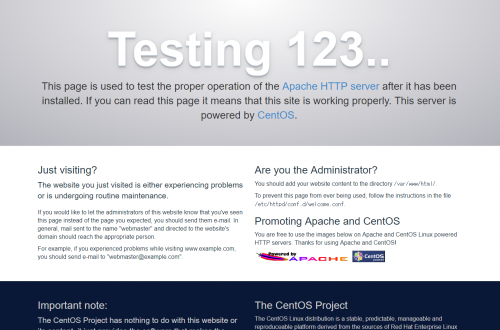 Testing 123..
This page is used to test the proper operation of the Apache HTTP server after it has been
installed. If you can read this page it means that this site is working properly. This server is
powered by CentOS.
Just visiting?
The website you just visited is either experiencing problems
or is undergoing routine maintenance.
If you would like to let the administrators of this website know that you've seen
this page instead of the page you expected, you should send them e-mail. In
general, mail sent to the name "webmaster" and directed to the website's
domain should reach the appropriate person.
For example, if you experienced problems while visiting www.example.com,
you should send e-mail to "webmaster@example.com"
Are you the Administrator?
You should add your website content to the directory /var/www/html/.
To prevent this page from ever being used, follow the instructions in the file
/etc/httpd/conf.d/welcome.conf.
Promoting Apache and CentOS
You are free to use the images below on Apache and CentOS Linux powered
HTTP servers. Thanks for using Apache and CentOS!
Powered by
APACHE
CentOS
Important note:
The CentOS Project has nothing to do with this website or
The CentOS Project
The CentOS Linux distribution is a stable, predictable, manageable and
reproduceable platform derived from the sources of Red Hat Enterprise Linux